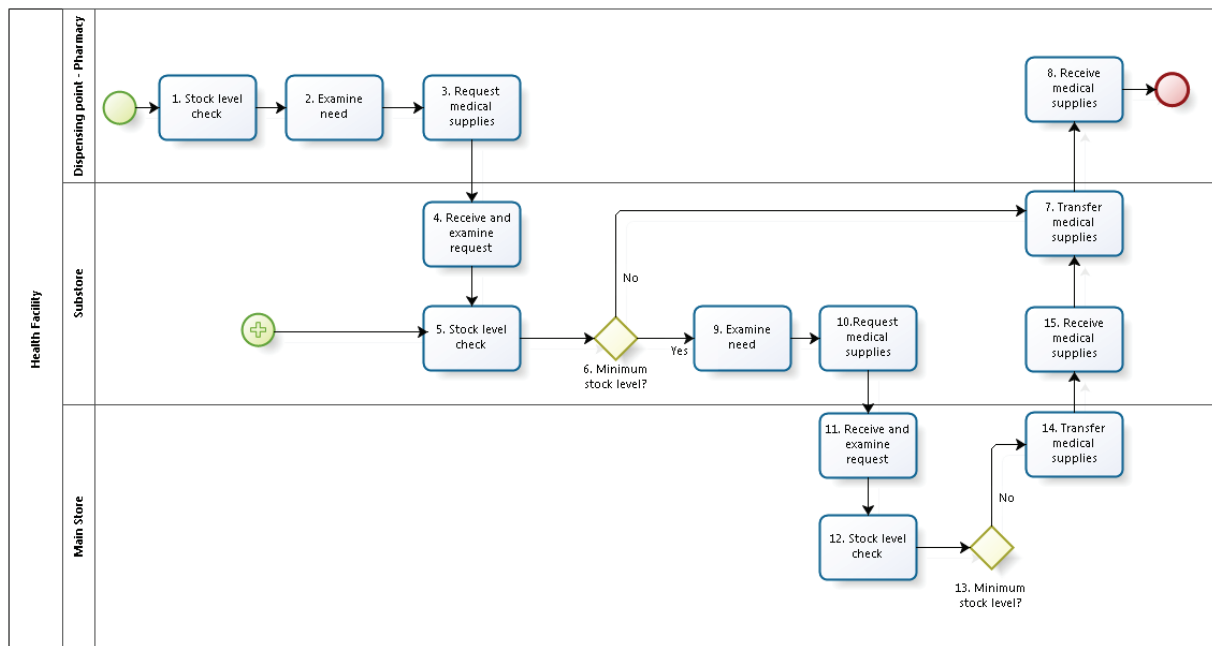 Health Facility
Dispensing point - Pharmacy
1. Stock level
check
2. Examine
need
3. Request
medical
supplies
8. Receive
medical
supplies
Substore
4. Receive and
examine
request
7. Transfer
medical
supplies
No
5. Stock level
check
6. Minimum
stock level?
Yes
9. Examine
need
10.Request
medical
supplies
15. Receive
medical
supplies
Main Store
11. Receive and
examine
request
14. Transfer
medical
supplies
No
12. Stock level
check
13. Minimum
stock level?